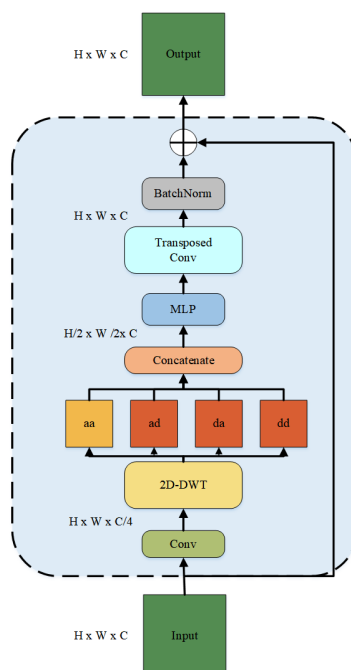 H x W x C
Output
BatchNorm
H x W x C
Transposed
Conv
MLP
H/2 x W /2x C
Concatenate
aa
ad
da
dd
2D-DWT
H x W x C/4
Conv
H x W x C
Input